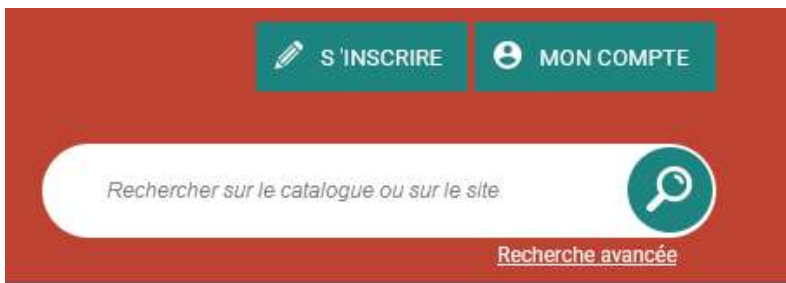 S 'INSCRIRE MON COMPTE
Rechercher sur le catalogue ou sur le site
Recherche avancée